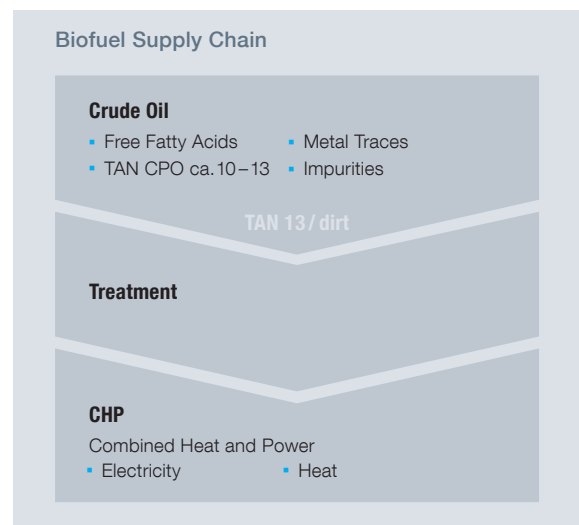 Biofuel Supply Chain
Crude Oil
▪ Free Fatty Acids ▪ Metal Traces
▪ TAN CPO ca. 10–13 ▪ Impurities
TAN 13/dirt
Treatment
CHP
Combined Heat and Power
▪ Electricity ▪ Heat